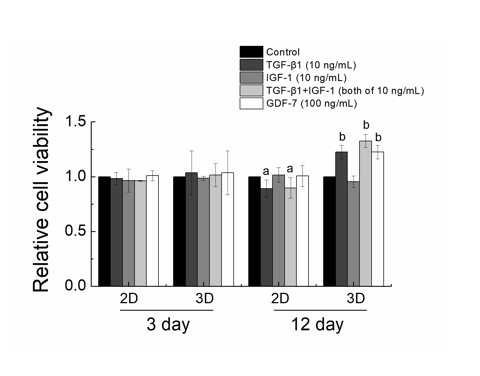 Control
TGF-β1 (10 ng/mL)
IGF-1 (10 ng/mL)
TGF-β1+IGF-1 (both of 10 ng/mL)
GDF-7 (100 ng/mL)
Relative cell viability
1.5
1.0
0.5
0.0
a
a
b
b
b
2D
3D
2D
3D
3 day
12 day